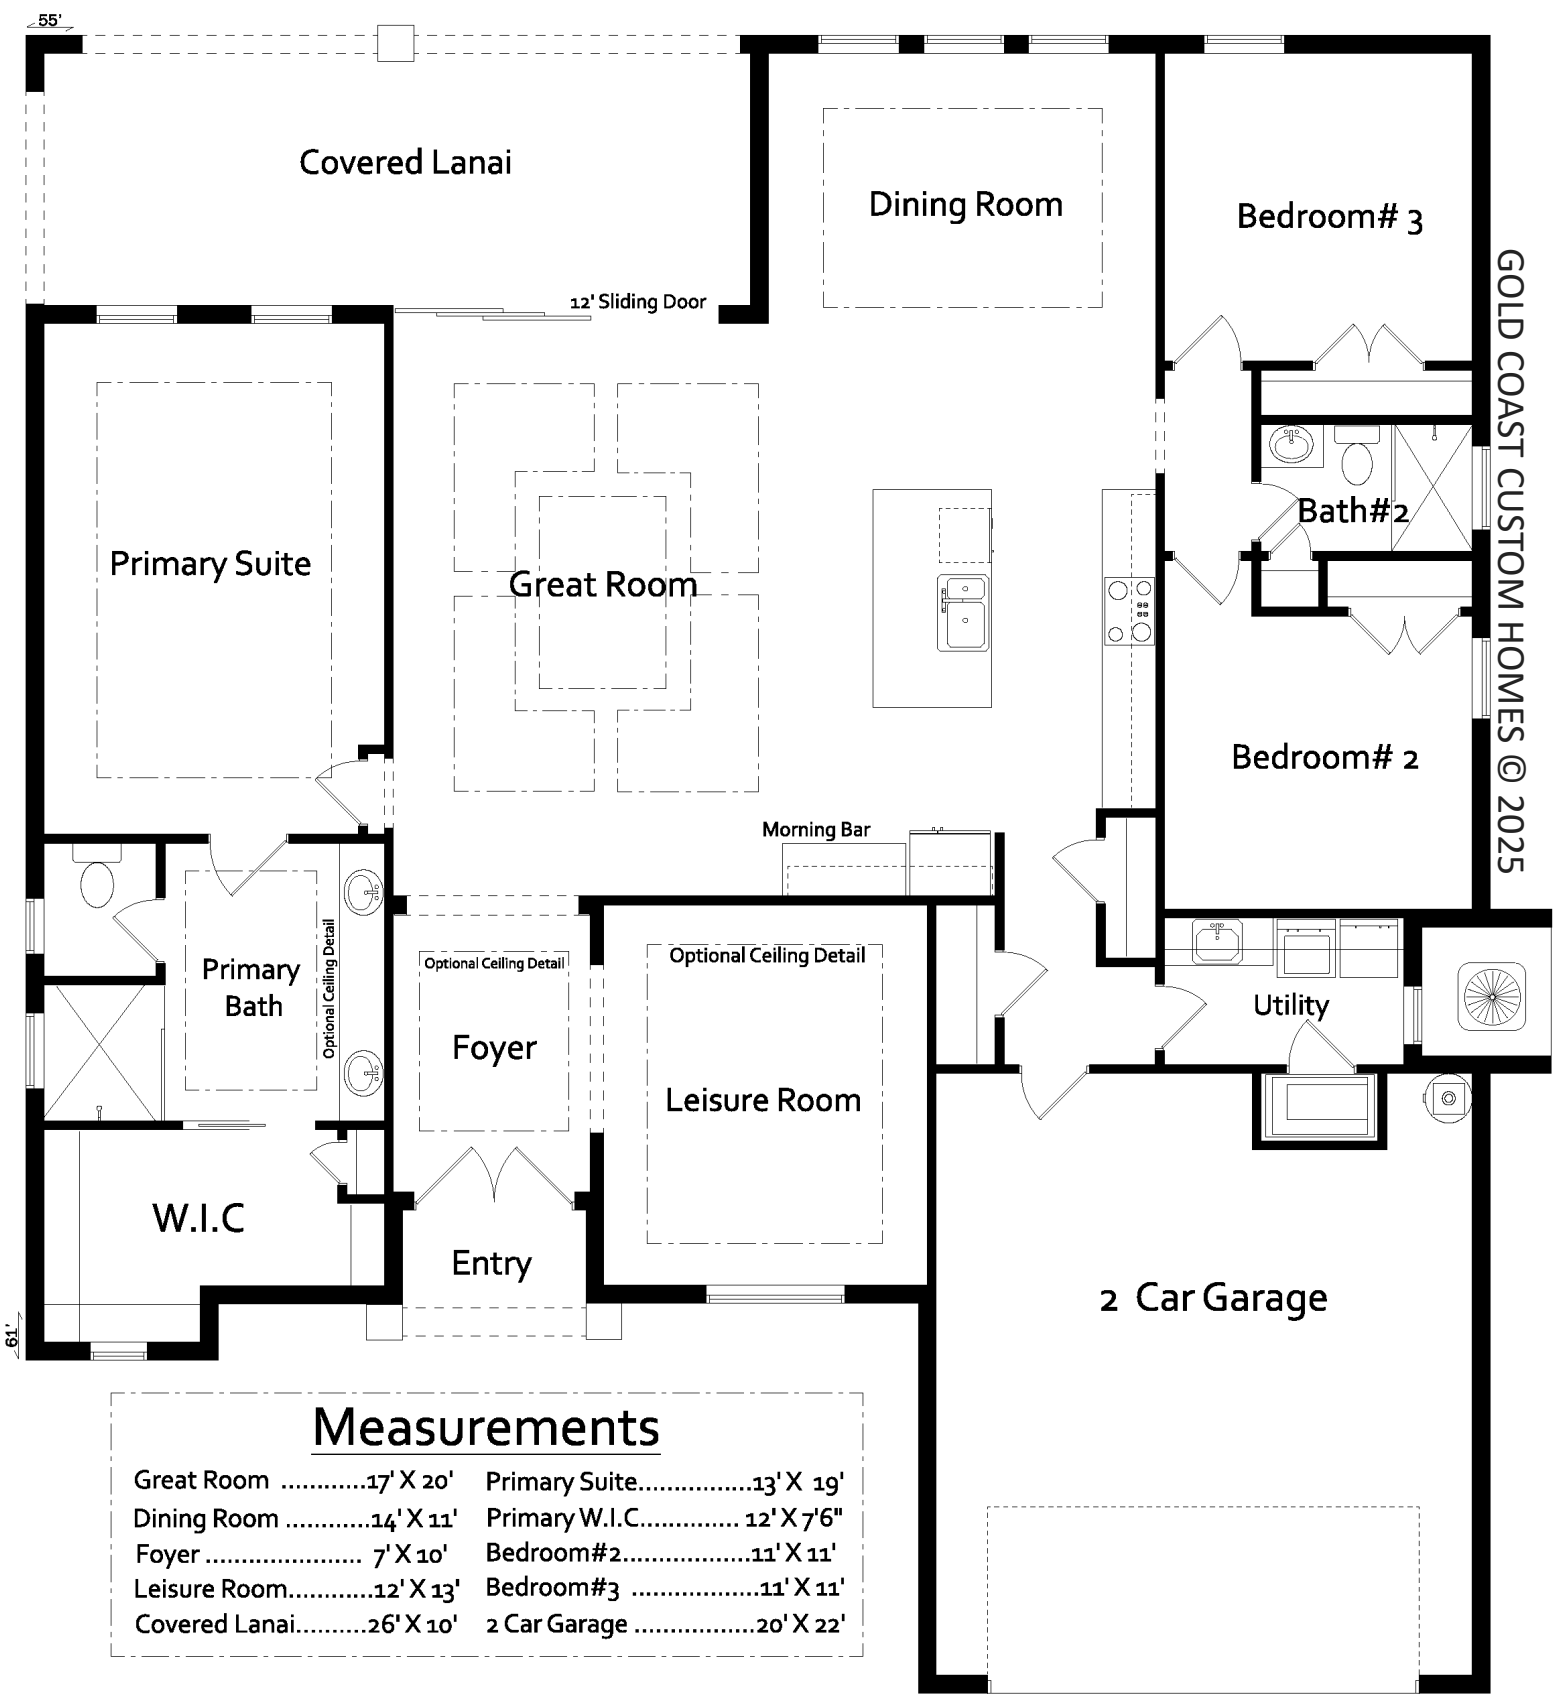 55'
Covered Lanai
Dining Room
Bedroom# 3
12' Sliding Door
GOLD COAST CUSTOM HOMES © 2025
Bath#2
Primary Suite
Great Room
Bedroom# 2
Morning Bar
Optional Ceiling Detail
Primary
Bath
Optional Ceiling Detail
Foyer
Optional Ceiling Detail
Leisure Room
Utility
W.I.C
Entry
2 Car Garage
61'
Measurements
Great Room ............17' X 20'
Dining Room ............14' X 11'
Foyer ...................... 7' X 10'
Leisure Room............12' X 13'
Covered Lanai..........26' X 10'
Primary Suite................13' X 19'
Primary W.I.C.............. 12' X 7'6"
Bedroom#2..................11' X 11'
Bedroom#3 ..................11' X 11'
2 Car Garage .................20' X 22'